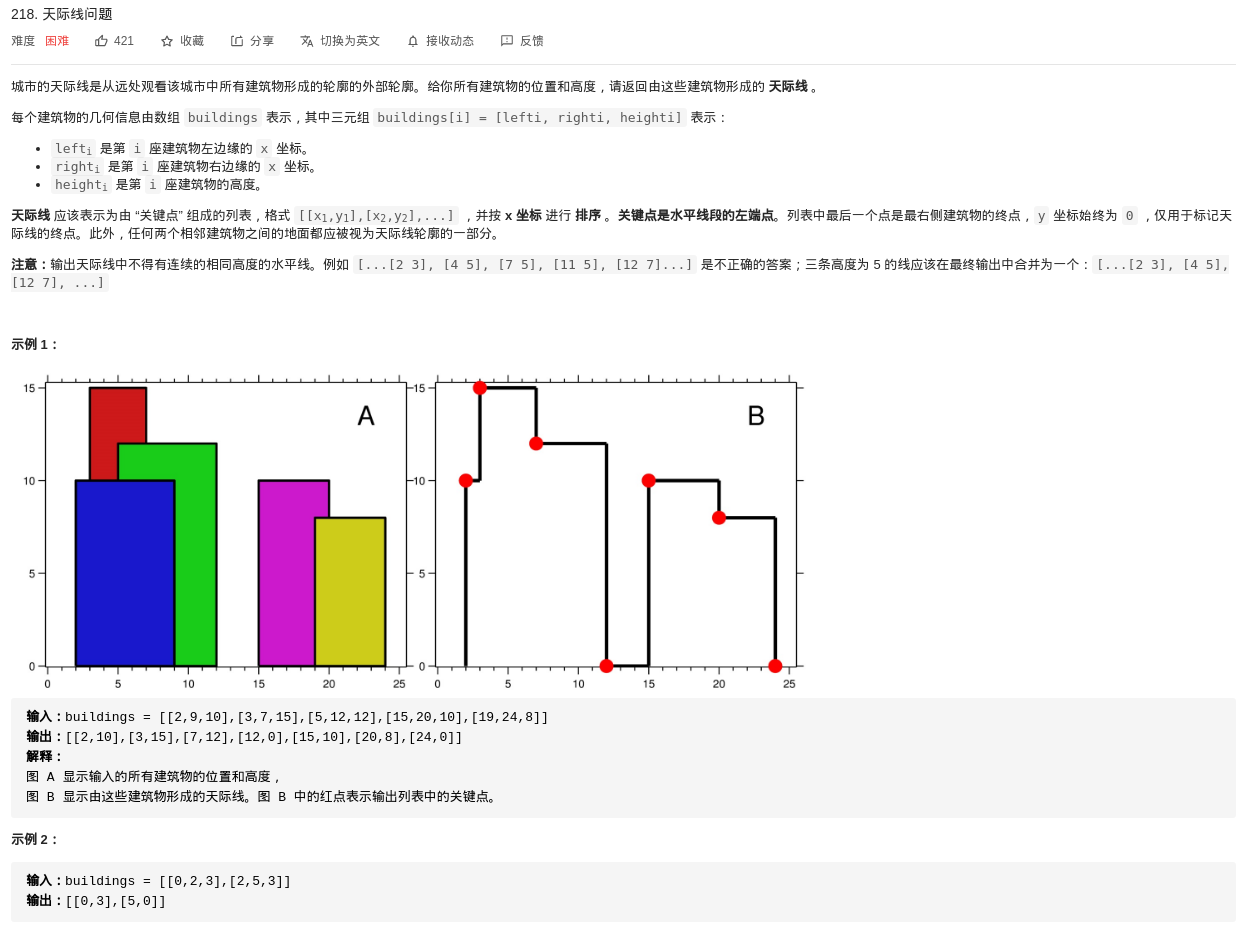 218. 天际线问题
难度 困难 421 收藏 分享 切换为英文 接收动态 反馈
城市的天际线是从远处观看该城市中所有建筑物形成的轮廓的外部轮廓。给你所有建筑物的位置和高度，请返回由这些建筑物形成的 天际线 。
每个建筑物的几何信息由数组 buildings 表示，其中三元组 buildings[i] = [lefti, righti, heighti] 表示：
• lefti 是第 i 座建筑物左边缘的 x 坐标。
• righti 是第 i 座建筑物右边缘的 x 坐标。
• heighti 是第 i 座建筑物的高度。
天际线 应该表示为由 “关键点” 组成的列表，格式 [[x1,y1],[x2,y2],...] ，并按 x 坐标 进行 排序 。关键点是水平线段的左端点。列表中最后一个点是最右侧建筑物的终点，y 坐标始终为 0 ，仅用于标记天
际线的终点。此外，任何两个相邻建筑物之间的地面都应被视为天际线轮廓的一部分。
注意：输出天际线中不得有连续的相同高度的水平线。例如 [...[2 3], [4 5], [7 5], [11 5], [12 7]...] 是不正确的答案；三条高度为 5 的线应该在最终输出中合并为一个：[...[2 3], [4 5],
[12 7], ...]
示例 1：
15 15
A B
10 10
5 5
0 0
0 5 10 15 20 25 0 5 10 15 20 25
输入：buildings = [[2,9,10],[3,7,15],[5,12,12],[15,20,10],[19,24,8]]
输出：[[2,10],[3,15],[7,12],[12,0],[15,10],[20,8],[24,0]]
解释：
图 A 显示输入的所有建筑物的位置和高度，
图 B 显示由这些建筑物形成的天际线。图 B 中的红点表示输出列表中的关键点。
示例 2：
输入：buildings = [[0,2,3],[2,5,3]]
输出：[[0,3],[5,0]]